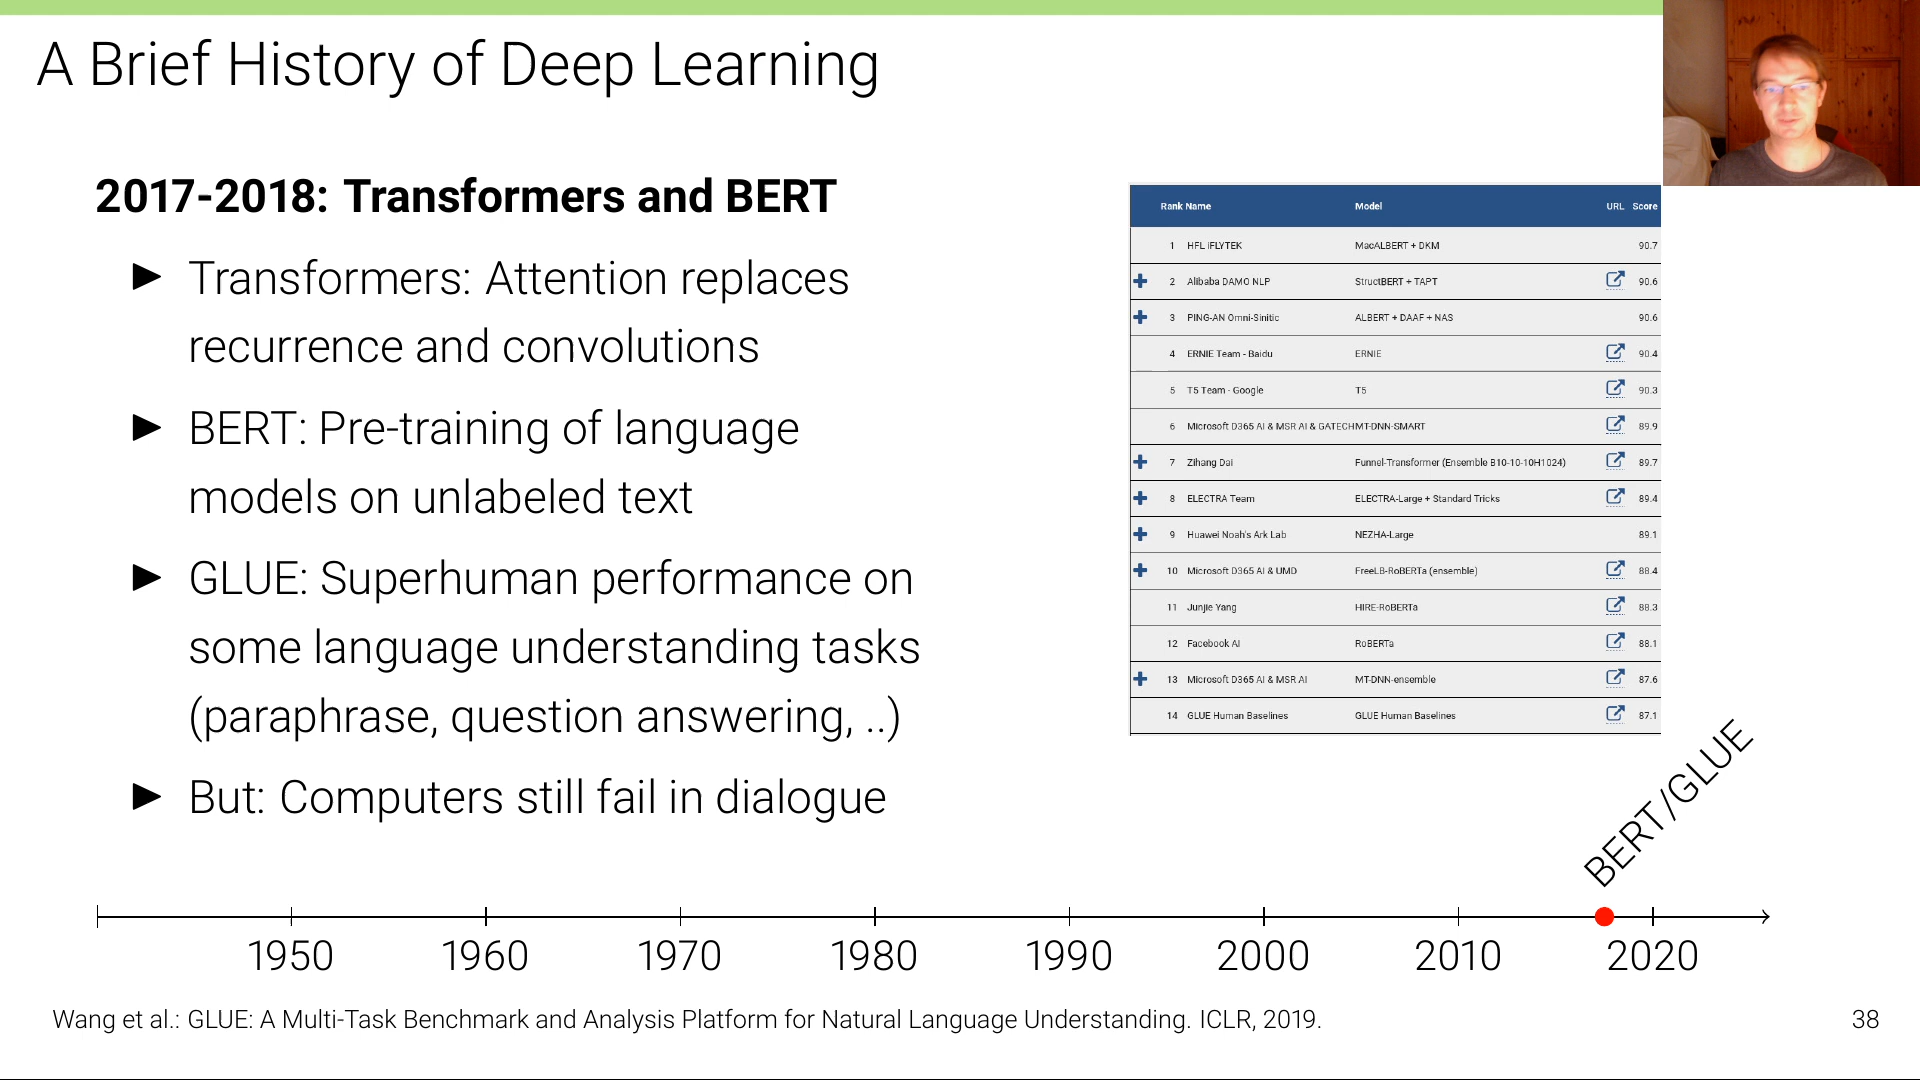 A Brief History of Deep Learning
2017-2018: Transformers and BERT
► Transformers: Attention replaces
recurrence and convolutions
► BERT: Pre-training of language
models on unlabeled text
► GLUE: Superhuman performance on
some language understanding tasks
(paraphrase, question answering, ..)
► But: Computers still fail in dialogue
Rank Name Model URL Score
1 HFL iFLYTEK MacALBERT + DKM 90.7
2 Alibaba DAMO NLP StructBERT + TAPT 90.6
3 PING-AN Omni-Sinitic ALBERT + DAAF + NAS 90.6
4 ERNIE Team - Baidu ERNIE 90.4
5 T5 Team - Google T5 90.3
6 Microsoft D365 AI & MSR AI & GATECH MT-DNN-SMART 89.9
7 Zihang Dai Funnel-Transformer (Ensemble B10-10-10H1024) 89.7
8 ELECTRA Team ELECTRA-Large + Standard Tricks 89.4
9 Huawei Noah's Ark Lab NEZHA-Large 89.1
10 Microsoft D365 AI & UMD FreeLB-RoBERTa (ensemble) 88.4
11 Junjie Yang HIRE-RoBERTa 88.3
12 Facebook AI RoBERTa 88.1
13 Microsoft D365 AI & MSR AI MT-DNN-ensemble 87.6
14 GLUE Human Baselines GLUE Human Baselines 87.1
BERT/GLUE
1950 1960 1970 1980 1990 2000 2010 2020
Wang et al.: GLUE: A Multi-Task Benchmark and Analysis Platform for Natural Language Understanding. ICLR, 2019.
38